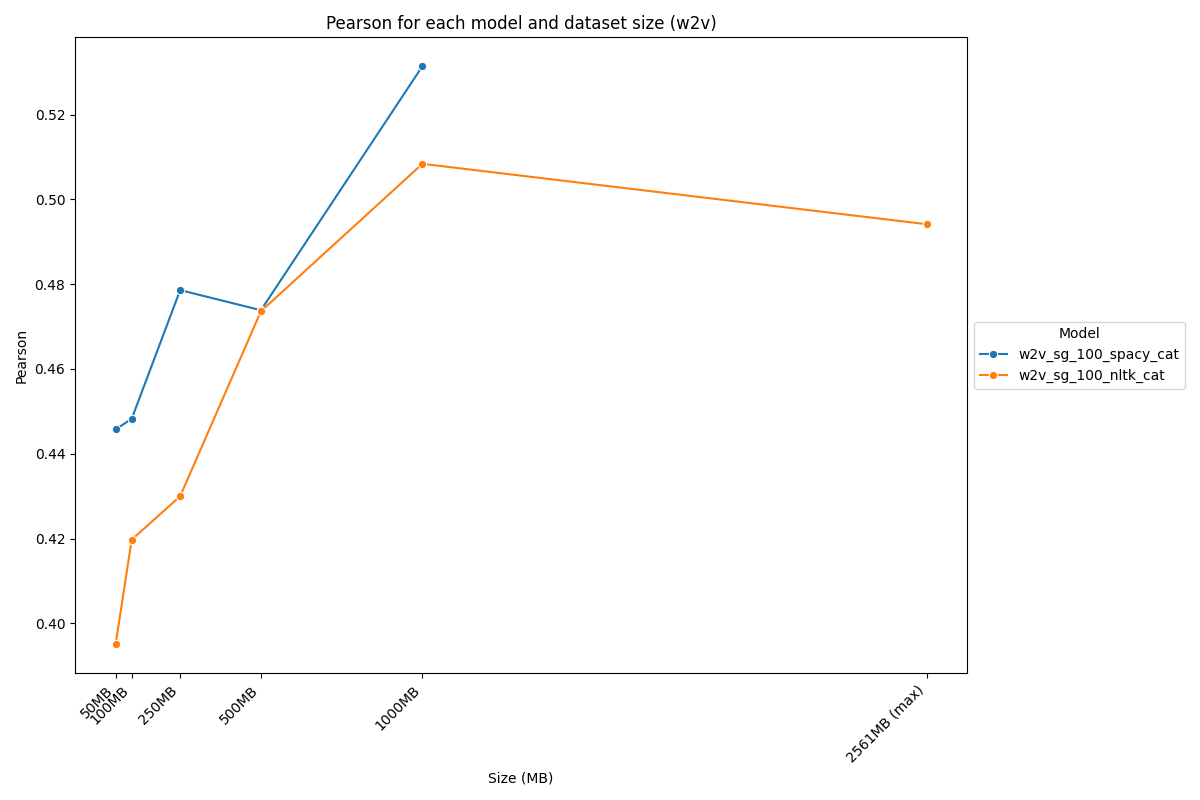 Pearson for each model and dataset size (w2v)
Pearson
0.52
0.50
0.48
0.46
0.44
0.42
0.40
50MB
100MB
250MB
500MB
1000MB
2561MB (max)
Size (MB)
Model
w2v_sg_100_spacy_cat
w2v_sg_100_nltk_cat